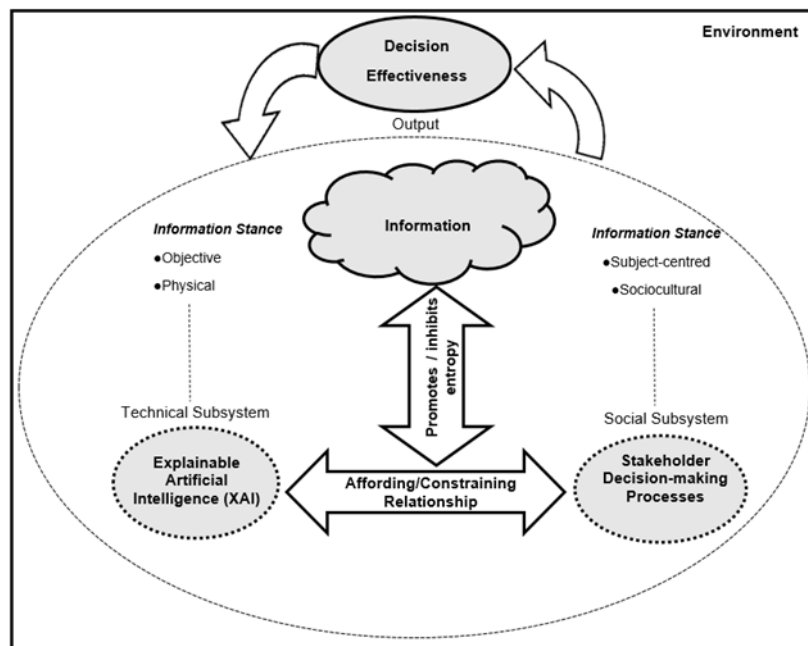 Environment
Decision
Effectiveness
Output
Information Stance
●Objective
●Physical
Information
Information Stance
●Subject-centred
●Sociocultural
Promotes / inhibits
entropy
Technical Subsystem
Explainable
Artificial
Intelligence (XAI)
Affording/Constraining
Relationship
Social Subsystem
Stakeholder
Decision-making
Processes